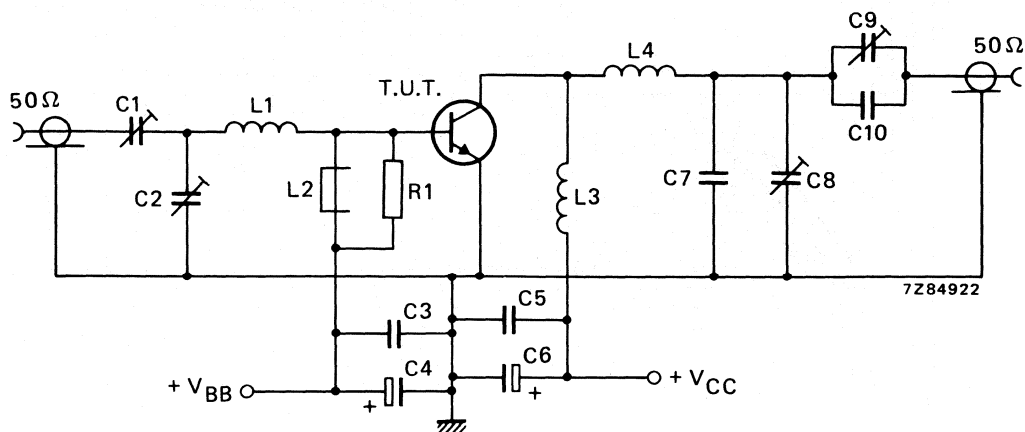 C9
50Ω
L4
T.U.T.
50Ω
C1
L1
C10
L2
R1
C7
C8
C2
L3
7Z84922
C5
C3
C6
C4
+ V_BB
+
+
+ V_CC